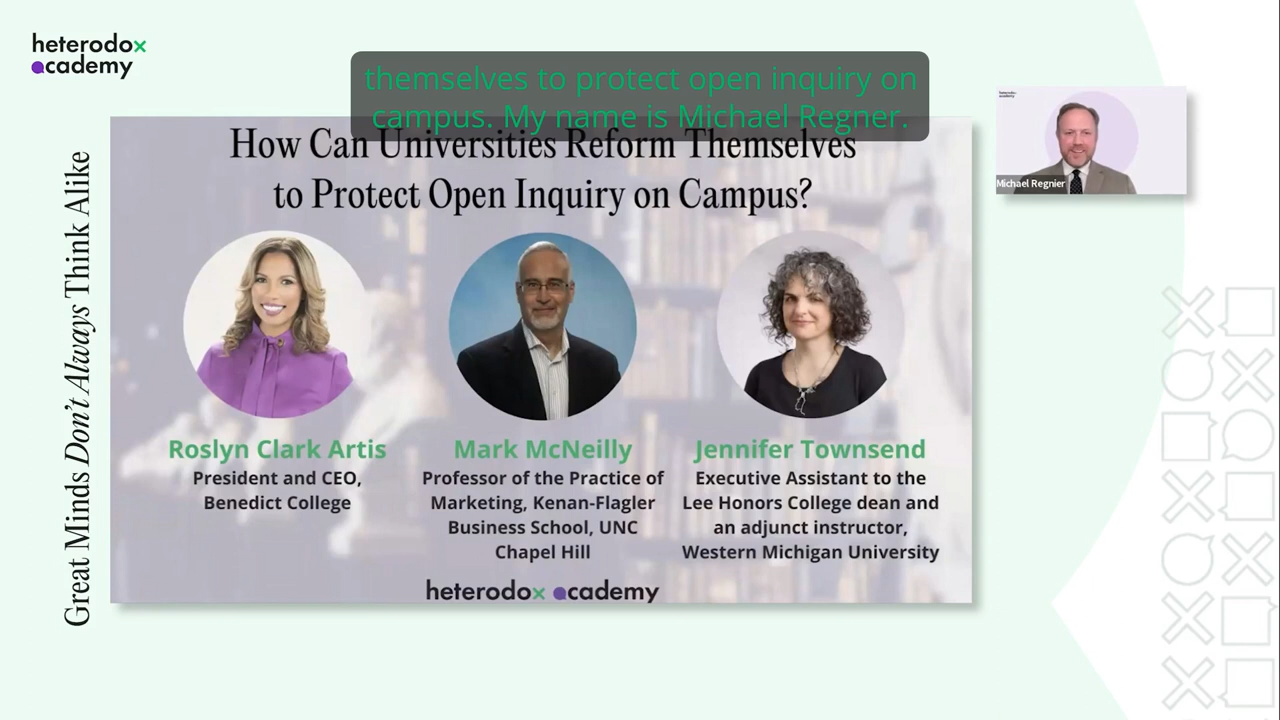 heterodox
academy
themselves to protect open inquiry on
campus. My name is Michael Regner.
How Can Universities Reform Themselves
to Protect Open Inquiry on Campus?
heterodox
academy
Michael Regnier
Great Minds Don't Always Think Alike
Roslyn Clark Artis
President and CEO,
Benedict College
Mark McNeilly
Professor of the Practice of
Marketing, Kenan-Flagler
Business School, UNC
Chapel Hill
Jennifer Townsend
Executive Assistant to the
Lee Honors College dean and
an adjunct instructor,
Western Michigan University
heterodox academy